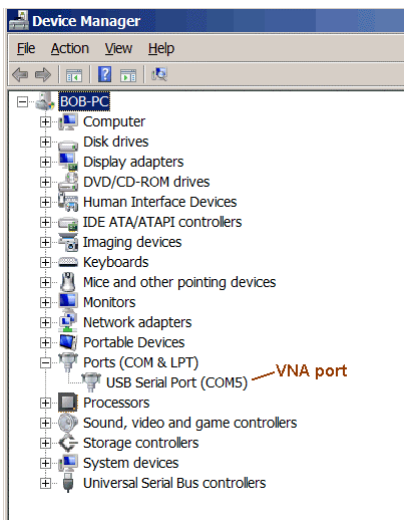 Device Manager
File Action View Help
BOB-PC
Computer
Disk drives
Display adapters
DVD/CD-ROM drives
Human Interface Devices
IDE ATA/ATAPI controllers
Imaging devices
Keyboards
Mice and other pointing devices
Monitors
Network adapters
Portable Devices
Ports (COM & LPT)
USB Serial Port (COM5) VNA port
Processors
Sound, video and game controllers
Storage controllers
System devices
Universal Serial Bus controllers